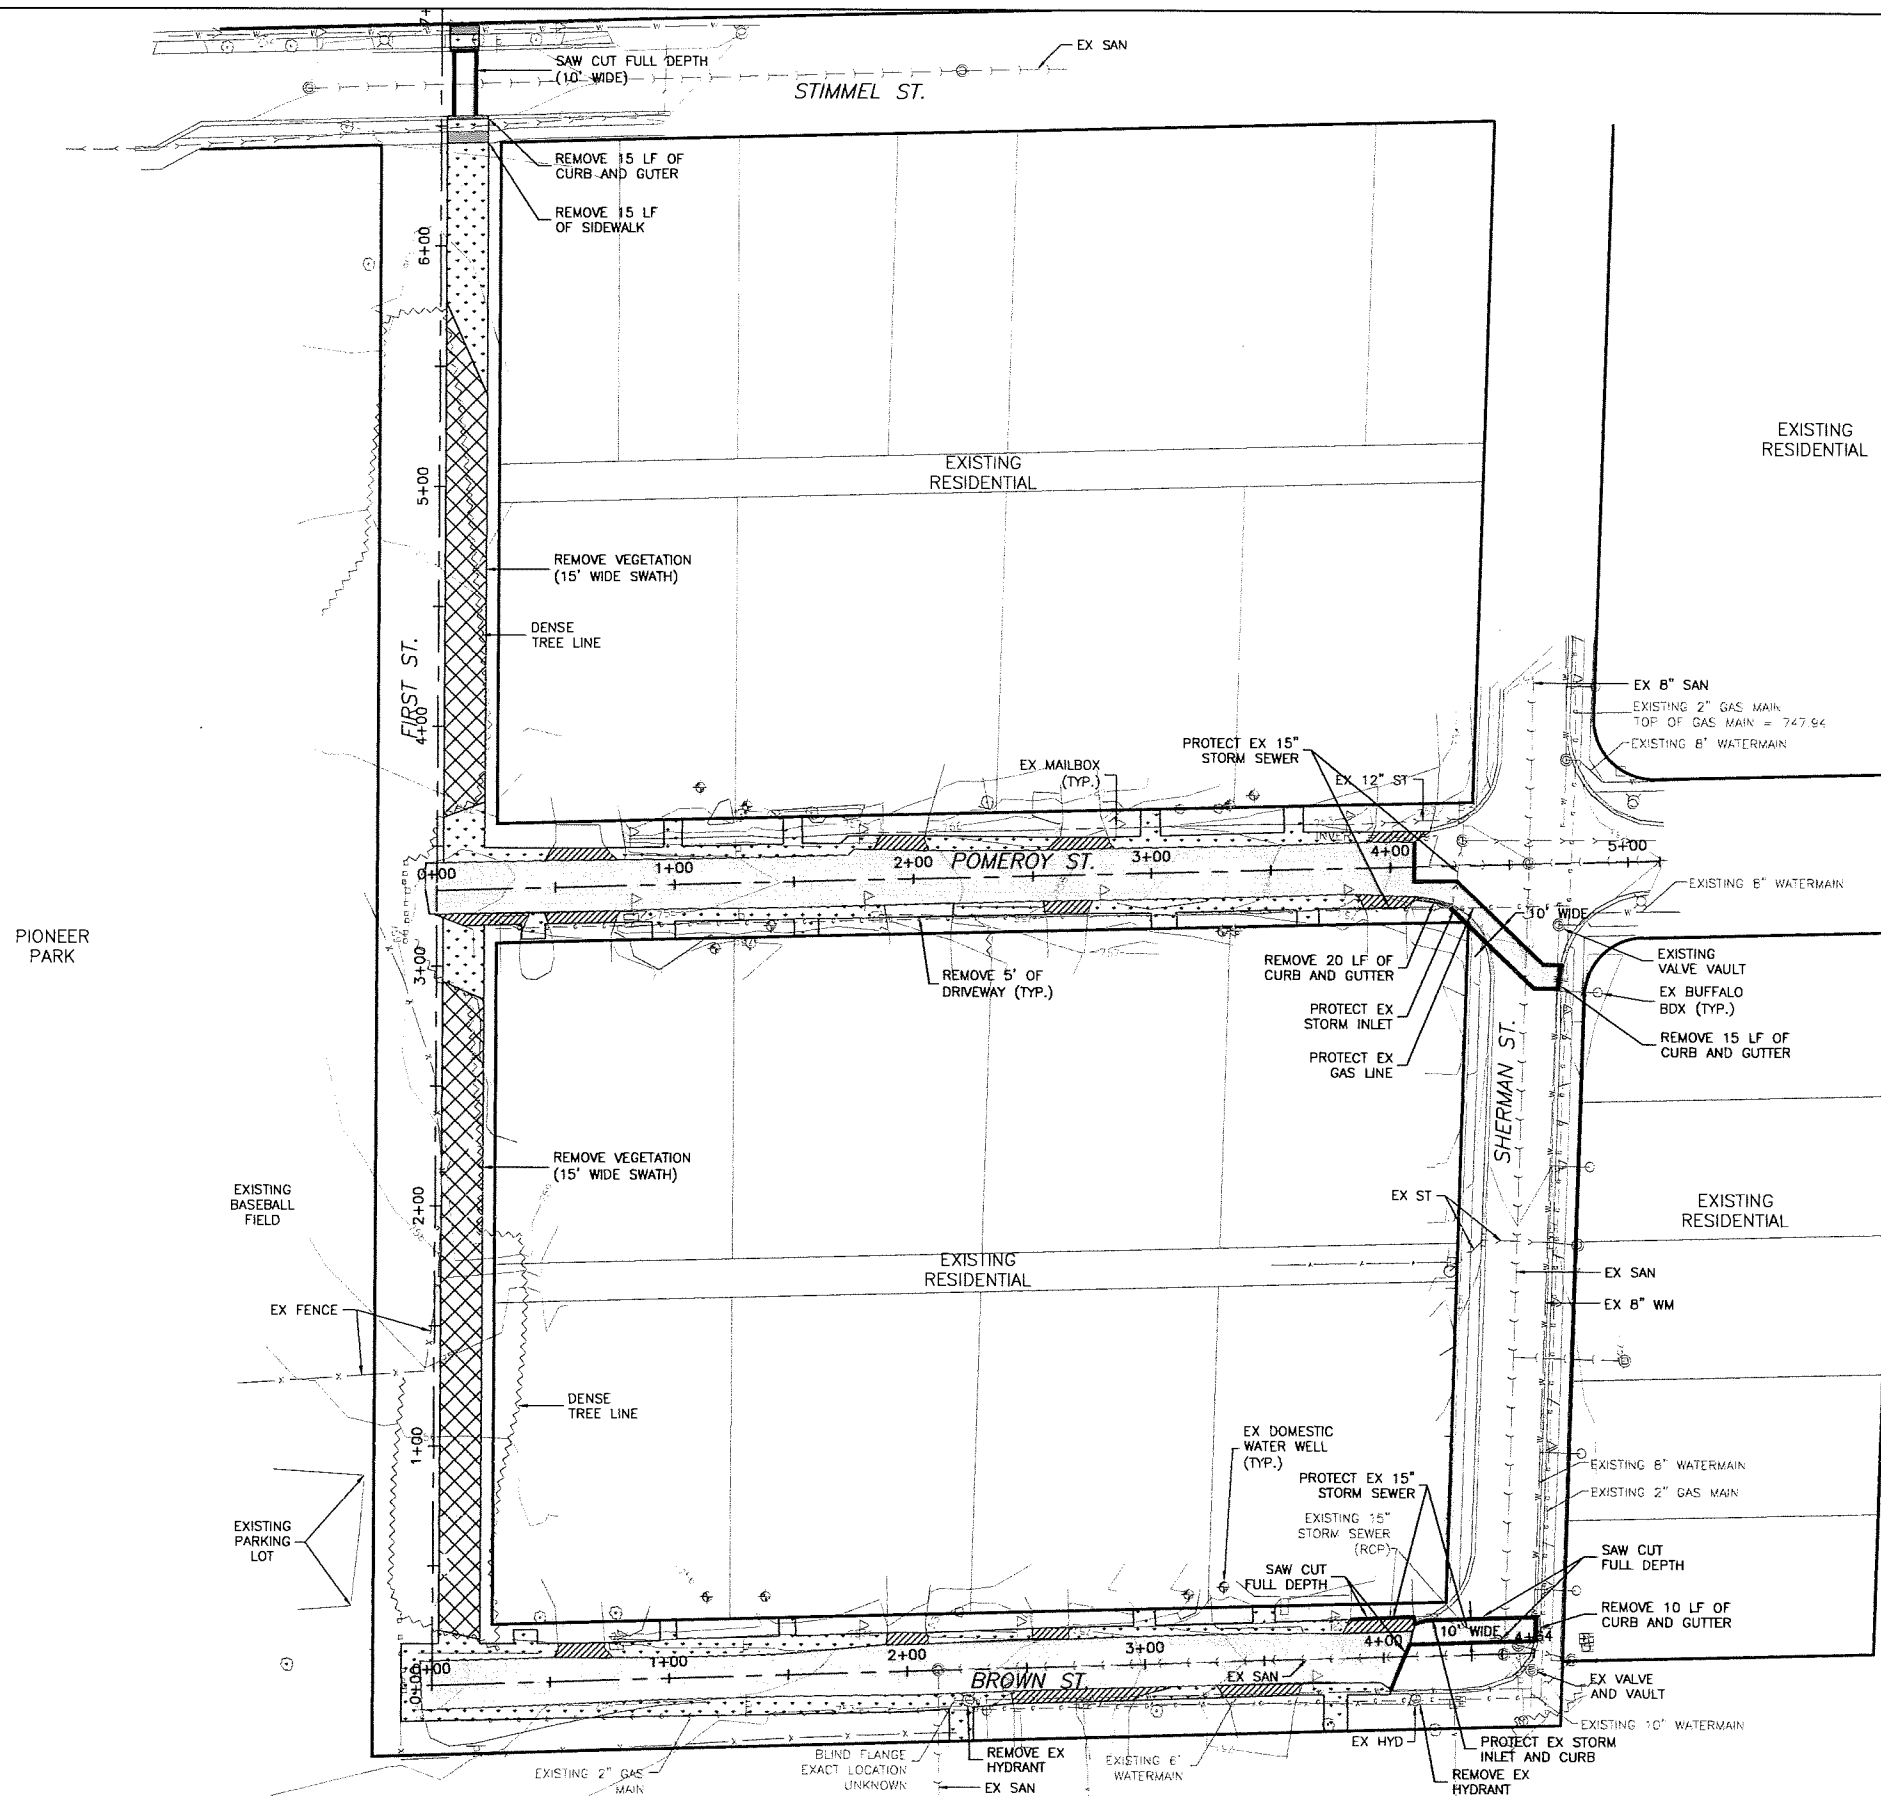 EX SAN
SAW CUT FULL DEPTH
(10' WIDE)
STIMMEL ST.
REMOVE 15 LF OF
CURB AND GUTER
REMOVE 15 LF
OF SIDEWALK
6+00
EXISTING
RESIDENTIAL
EXISTING
RESIDENTIAL
5+00
REMOVE VEGETATION
(15' WIDE SWATH)
DENSE
TREE LINE
FIRST ST.
4+00
EX 8" SAN
EXISTING 2" GAS MAIN
TOP OF GAS MAIN = 747.94
EXISTING 8' WATERMAIN
PROTECT EX 15"
STORM SEWER
EX MAILBOX
(TYP.)
EX 12" ST
0+00
1+00
2+00
POMEROY ST.
3+00
4+00
5+00
EXISTING 8" WATERMAIN
10' WIDE
PIONEER
PARK
3+00
REMOVE 5' OF
DRIVEWAY (TYP.)
REMOVE 20 LF OF
CURB AND GUTTER
EXISTING
VALVE VAULT
PROTECT EX
STORM INLET
EX BUFFALO
BOX (TYP.)
PROTECT EX
GAS LINE
REMOVE 15 LF OF
CURB AND GUTTER
SHERMAN ST.
REMOVE VEGETATION
(15' WIDE SWATH)
EXISTING
BASEBALL
FIELD
2+00
EX ST
EXISTING
RESIDENTIAL
EXISTING
RESIDENTIAL
EX SAN
EX FENCE
EX 8" WM
DENSE
TREE LINE
1+00
EX DOMESTIC
WATER WELL
(TYP.)
PROTECT EX 15"
STORM SEWER
EXISTING 8" WATERMAIN
EXISTING 2" GAS MAIN
EXISTING
PARKING
LOT
EXISTING 15"
STORM SEWER
(RCP)
SAW CUT
FULL DEPTH
SAW CUT
FULL DEPTH
REMOVE 10 LF OF
CURB AND GUTTER
10' WIDE
0+00
0+00
1+00
2+00
3+00
4+00
BROWN ST.
EX SAN
EX VALVE
AND VAULT
EXISTING 10' WATERMAIN
EXISTING 2" GAS
MAIN
BLIND FLANGE
EXACT LOCATION
UNKNOWN
REMOVE EX
HYDRANT
EX SAN
EXISTING 6'
WATERMAIN
EX HYD
PROTECT EX STORM
INLET AND CURB
REMOVE EX
HYDRANT